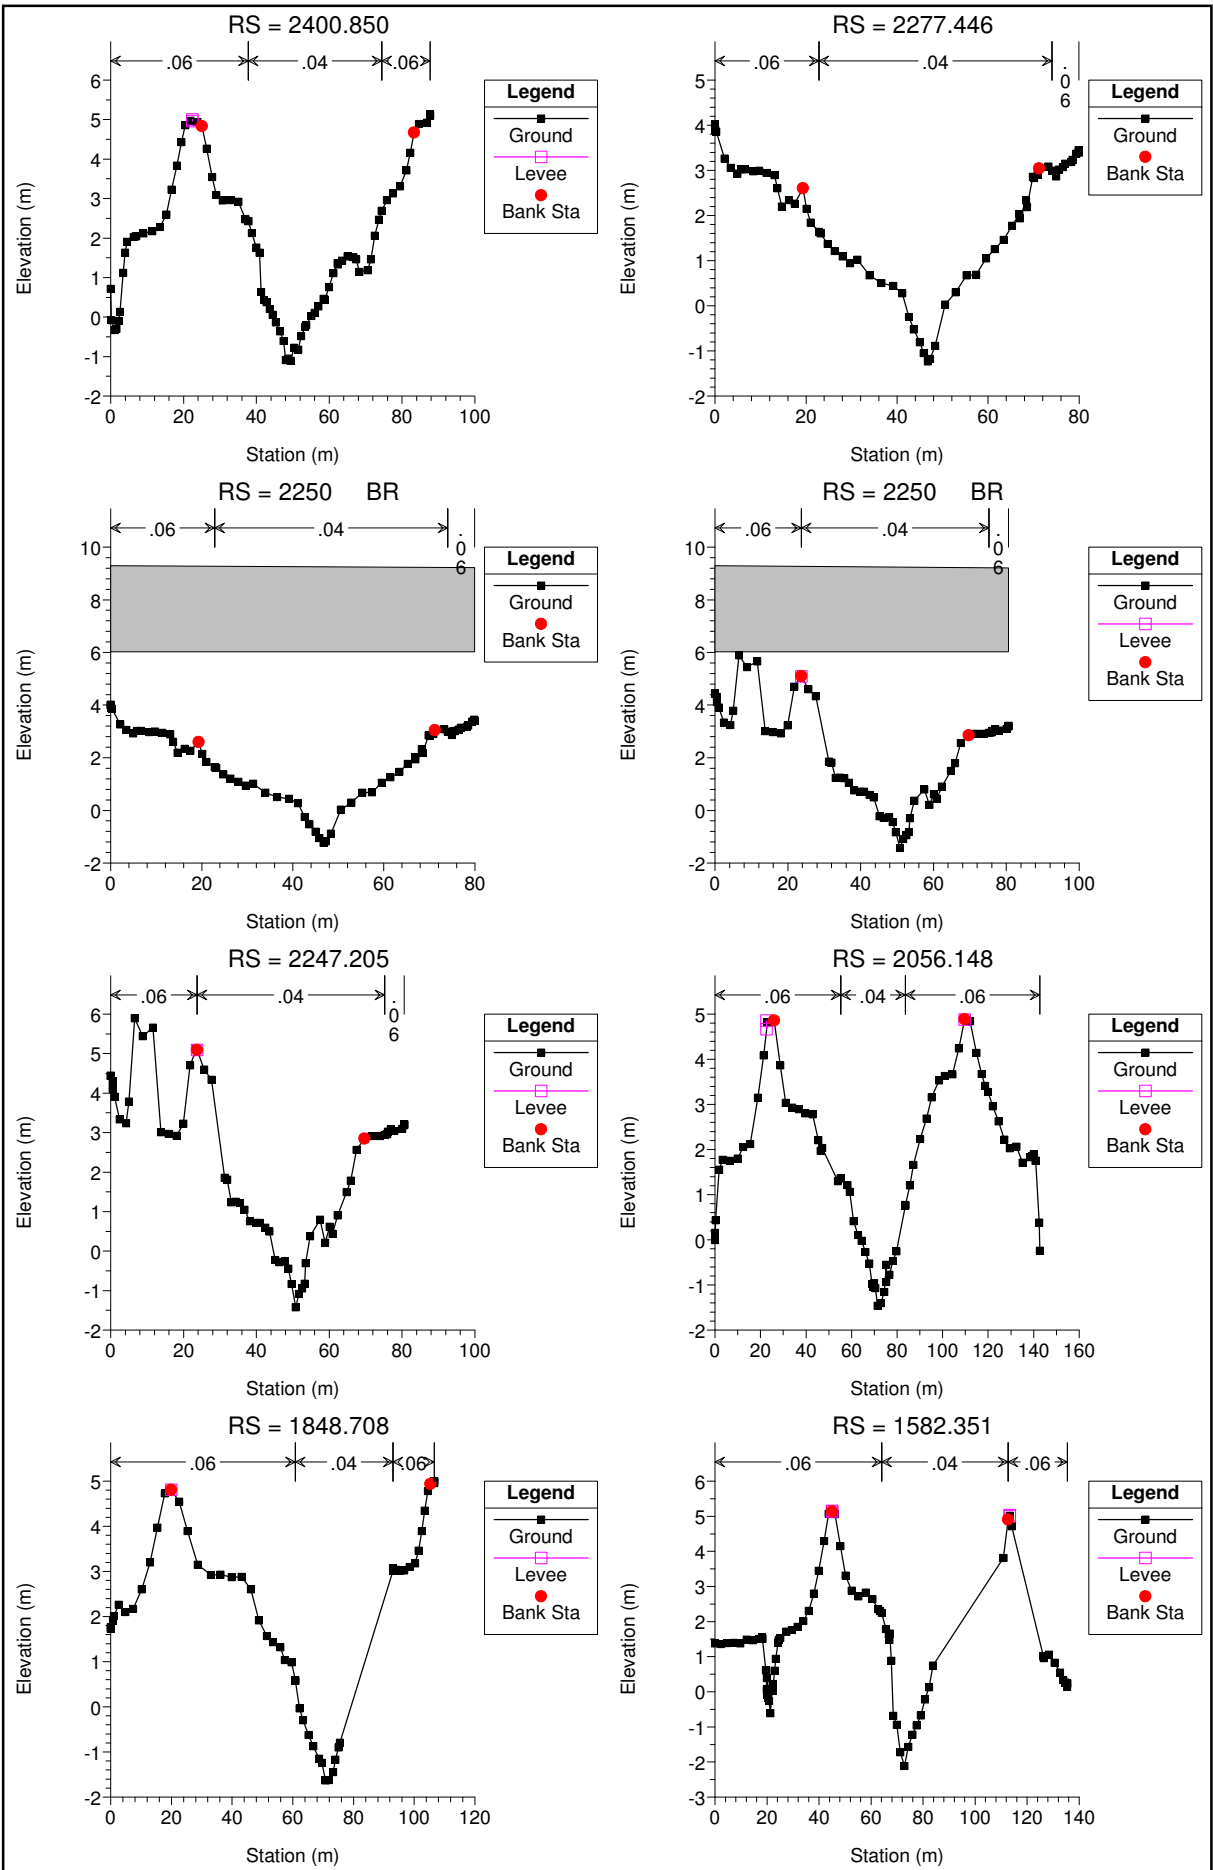 RS = 2400.850
.06 .04 .06
6
5
4
3
2
1
0
-1
-2
0 20 40 60 80 100
Station (m)
Elevation (m)
Legend
Ground
Levee
Bank Sta
RS = 2277.446
.06 .04 .06
5
4
3
2
1
0
-1
-2
0 20 40 60 80
Station (m)
Elevation (m)
Legend
Ground
Bank Sta
RS = 2250 BR
.06 .04 .06
10
8
6
4
2
0
-2
0 20 40 60 80
Station (m)
Elevation (m)
Legend
Ground
Bank Sta
RS = 2250 BR
.06 .04 .06
10
8
6
4
2
0
-2
0 20 40 60 80 100
Station (m)
Elevation (m)
Legend
Ground
Levee
Bank Sta
RS = 2247.205
.06 .04 .06
6
5
4
3
2
1
0
-1
-2
0 20 40 60 80 100
Station (m)
Elevation (m)
Legend
Ground
Levee
Bank Sta
RS = 2056.148
.06 .04 .06
5
4
3
2
1
0
-1
-2
0 20 40 60 80 100 120 140 160
Station (m)
Elevation (m)
Legend
Ground
Levee
Bank Sta
RS = 1848.708
.06 .04 .06
5
4
3
2
1
0
-1
-2
0 20 40 60 80 100 120
Station (m)
Elevation (m)
Legend
Ground
Levee
Bank Sta
RS = 1582.351
.06 .04 .06
6
5
4
3
2
1
0
-1
-2
-3
0 20 40 60 80 100 120 140
Station (m)
Elevation (m)
Legend
Ground
Levee
Bank Sta